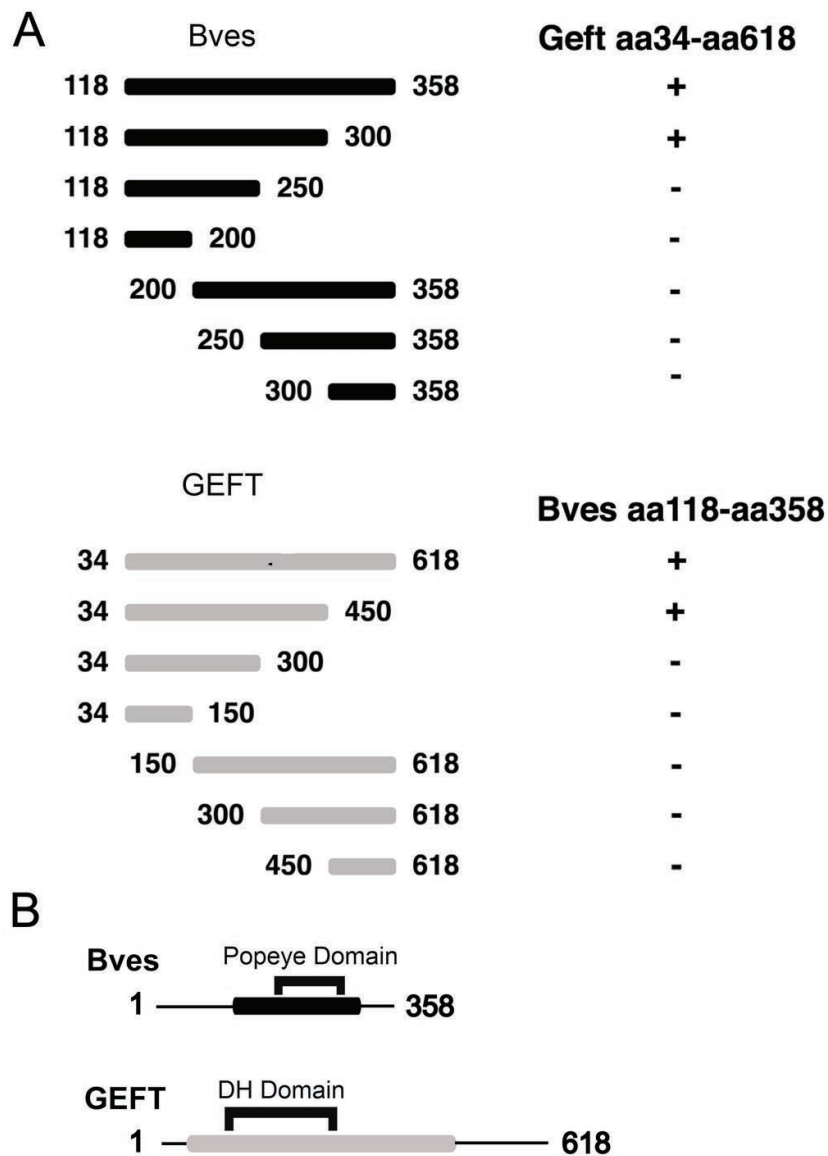 A
Bves Geft aa34-aa618
118 358 +
118 300 +
118 250 -
118 200 -
200 358 -
250 358 -
300 358 -
GEFT Bves aa118-aa358
34 618 +
34 450 +
34 300 -
34 150 -
150 618 -
300 618 -
450 618 -
B
Bves Popeye Domain
1 358
GEFT DH Domain
1 618